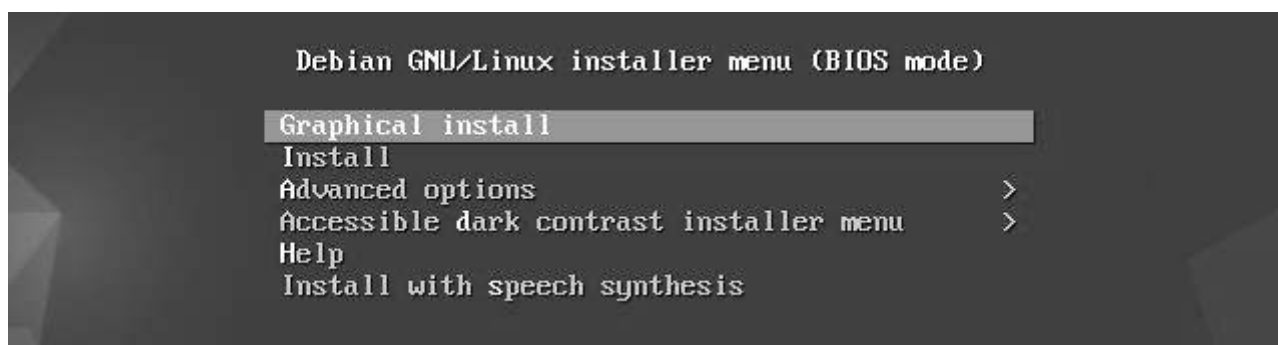 Debian GNU/Linux installer menu (BIOS mode)
Graphical install
Install
Advanced options >
Accessible dark contrast installer menu >
Help
Install with speech synthesis